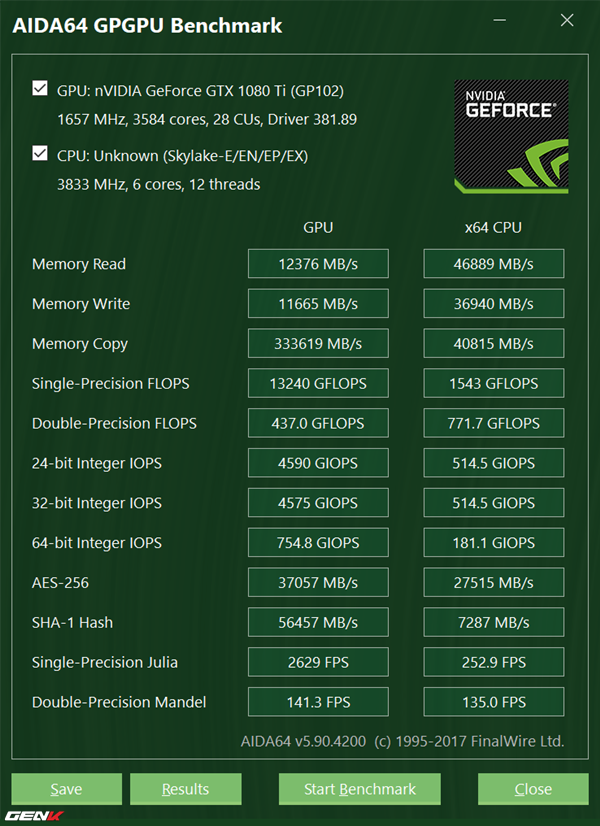 AIDA64 GPGPU Benchmark
GPU: nVIDIA GeForce GTX 1080 Ti (GP102)
1657 MHz, 3584 cores, 28 CUs, Driver 381.89
CPU: Unknown (Skylake-E/EN/EP/EX)
3833 MHz, 6 cores, 12 threads
NVIDIA
GEFORCE®
GPU x64 CPU
Memory Read 12376 MB/s 46889 MB/s
Memory Write 11665 MB/s 36940 MB/s
Memory Copy 333619 MB/s 40815 MB/s
Single-Precision FLOPS 13240 GFLOPS 1543 GFLOPS
Double-Precision FLOPS 437.0 GFLOPS 771.7 GFLOPS
24-bit Integer IOPS 4590 GIOPS 514.5 GIOPS
32-bit Integer IOPS 4575 GIOPS 514.5 GIOPS
64-bit Integer IOPS 754.8 GIOPS 181.1 GIOPS
AES-256 37057 MB/s 27515 MB/s
SHA-1 Hash 56457 MB/s 7287 MB/s
Single-Precision Julia 2629 FPS 252.9 FPS
Double-Precision Mandel 141.3 FPS 135.0 FPS
AIDA64 v5.90.4200 (c) 1995-2017 FinalWire Ltd.
Save Results Start Benchmark Close
GENK